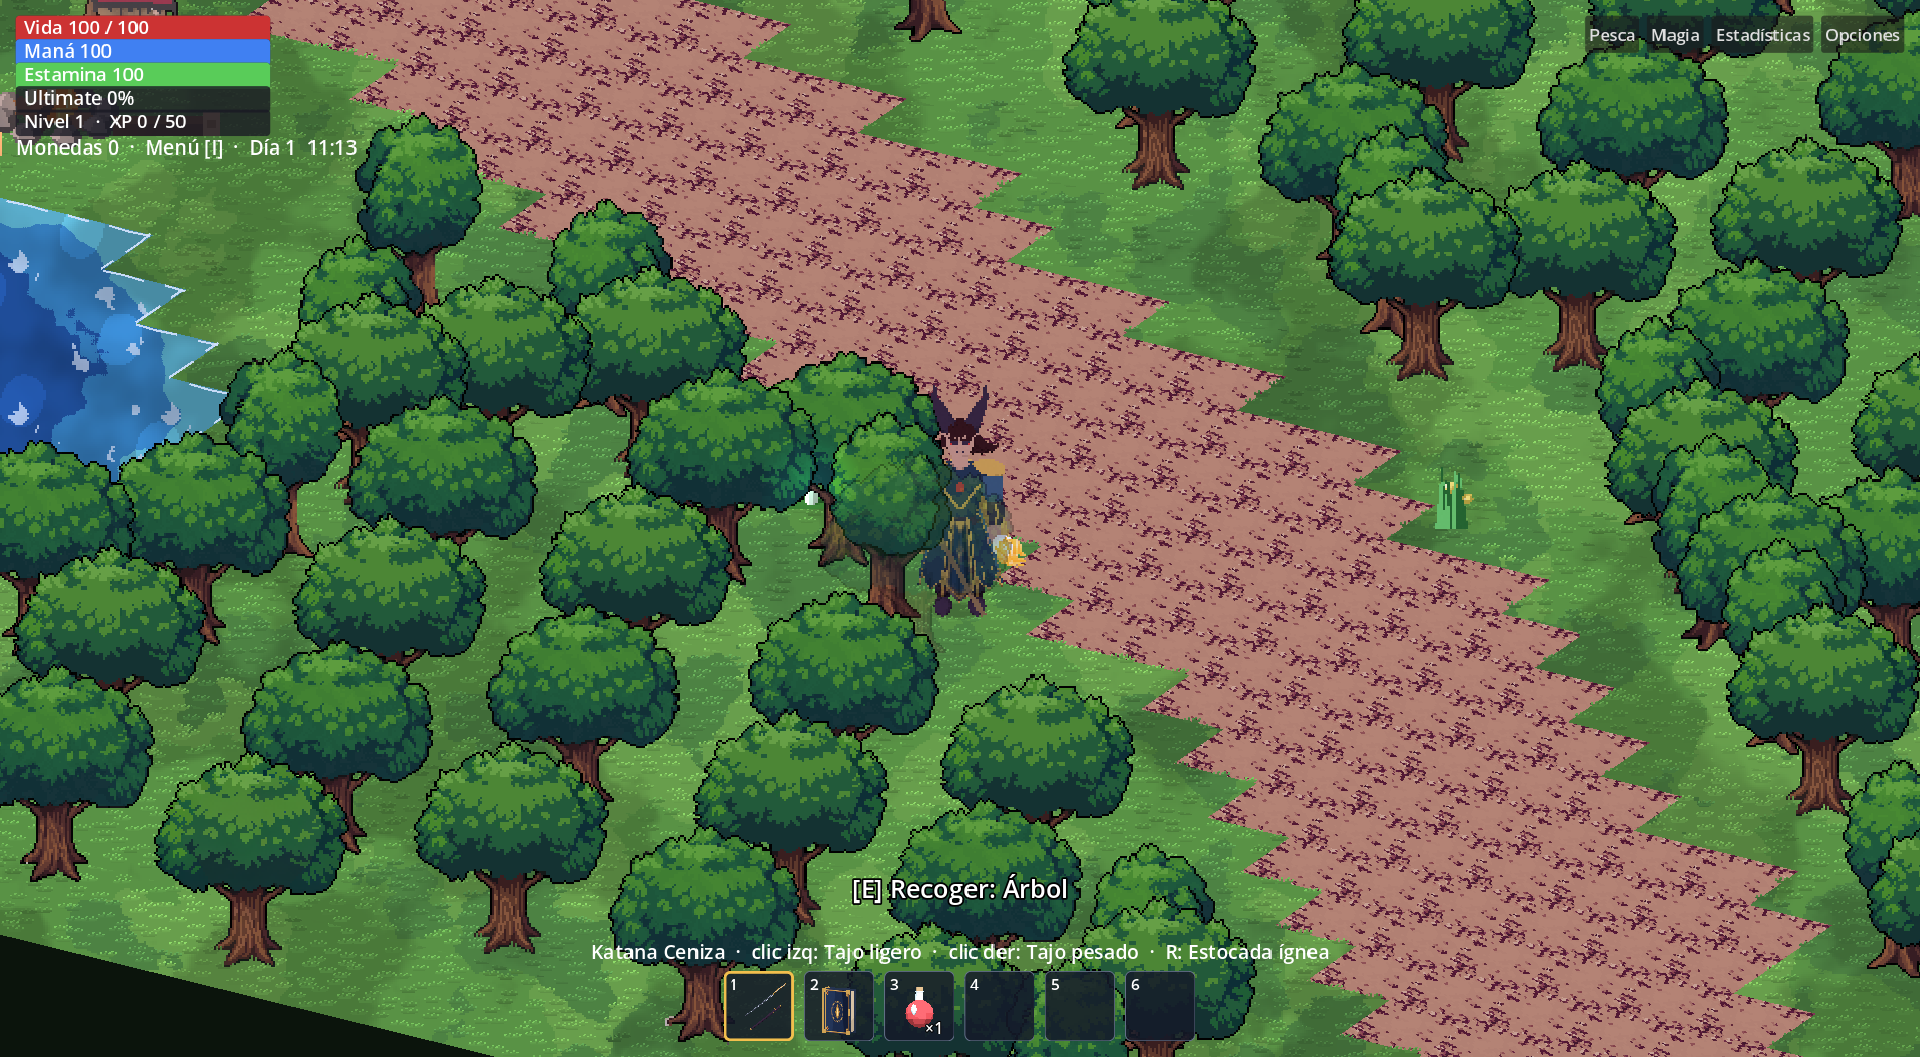 Vida 100 / 100
Maná 100
Estamina 100
Ultimate 0%
Nivel 1 · XP 0 / 50
Monedas 0 · Menú [I] · Día 1 11:13
Pesca Magia Estadísticas Opciones
[E] Recoger: Árbol
Katana Ceniza · clic izq: Tajo ligero · clic der: Tajo pesado · R: Estocada ígnea
1 2 3 4 5 6
×1